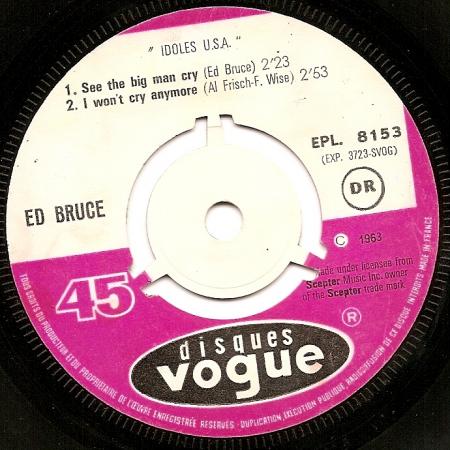 " IDOLES U.S.A. "
1. See the big man cry (Ed Bruce) 2'23
2. I won't cry anymore (Al Frisch-F. Wise) 2'53
EPL. 8153
(EXP. 3723-SVOG)
DR
ED BRUCE
© 1963
Made under licensea from
Scepter Music Inc. owner
of the Scepter trade mark
45
®
disques
vogue
TOUS DROITS DU PRODUCTEUR ET DU PROPRIÉTAIRE DE L'ŒUVRE ENREGISTRÉE RÉSERVÉS - DUPLICATION, EXÉCUTION PUBLIQUE, RADIODIFFUSION DE CE DISQUE INTERDITS MADE IN FRANCE